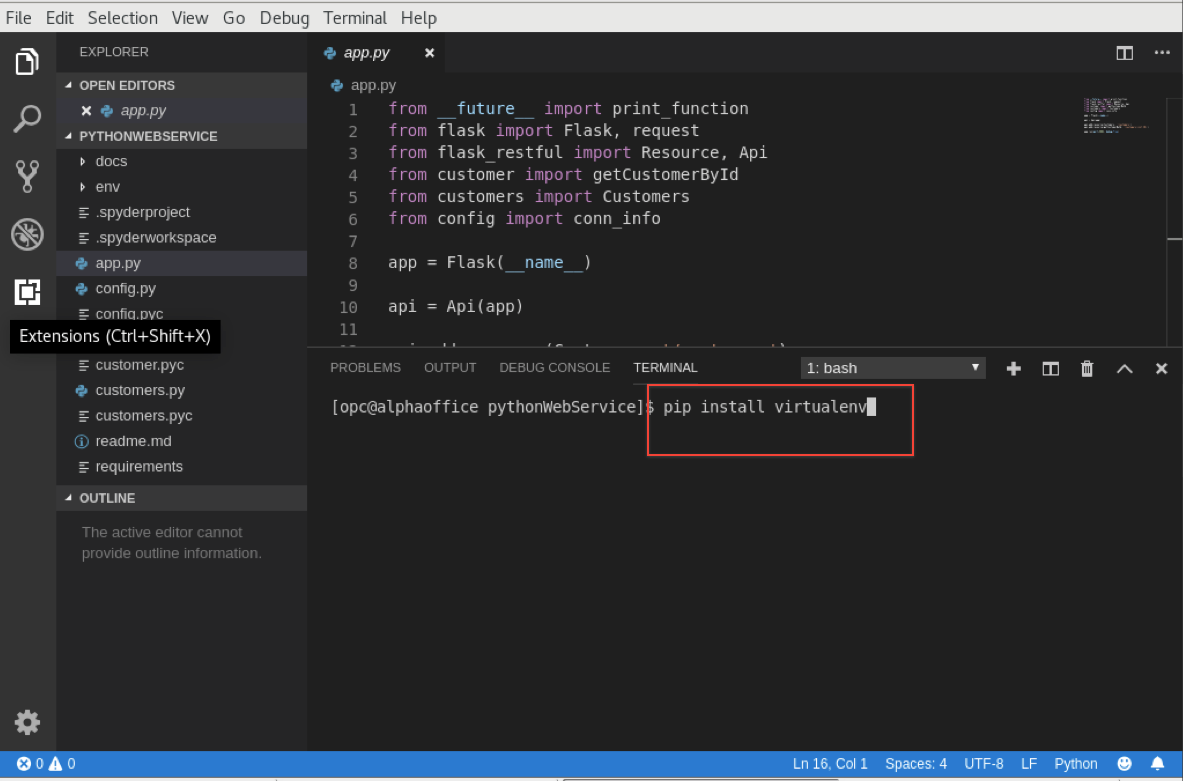 File Edit Selection View Go Debug Terminal Help
EXPLORER
OPEN EDITORS
app.py
PYTHONWEBSERVICE
docs
env
.spyderproject
.spyderworkspace
app.py
config.py
config.pyc
Extensions (Ctrl+Shift+X)
customer.pyc
customers.py
customers.pyc
readme.md
requirements
OUTLINE
The active editor cannot
provide outline information.
app.py
app.py
1 from __future__ import print_function
2 from flask import Flask, request
3 from flask_restful import Resource, Api
4 from customer import getCustomerById
5 from customers import Customers
6 from config import conn_info
7
8 app = Flask(__name__)
9
10 api = Api(app)
11
PROBLEMS OUTPUT DEBUG CONSOLE TERMINAL 1: bash
[opc@alphaoffice pythonWebService]$ pip install virtualenv
0 0 Ln 16, Col 1 Spaces: 4 UTF-8 LF Python